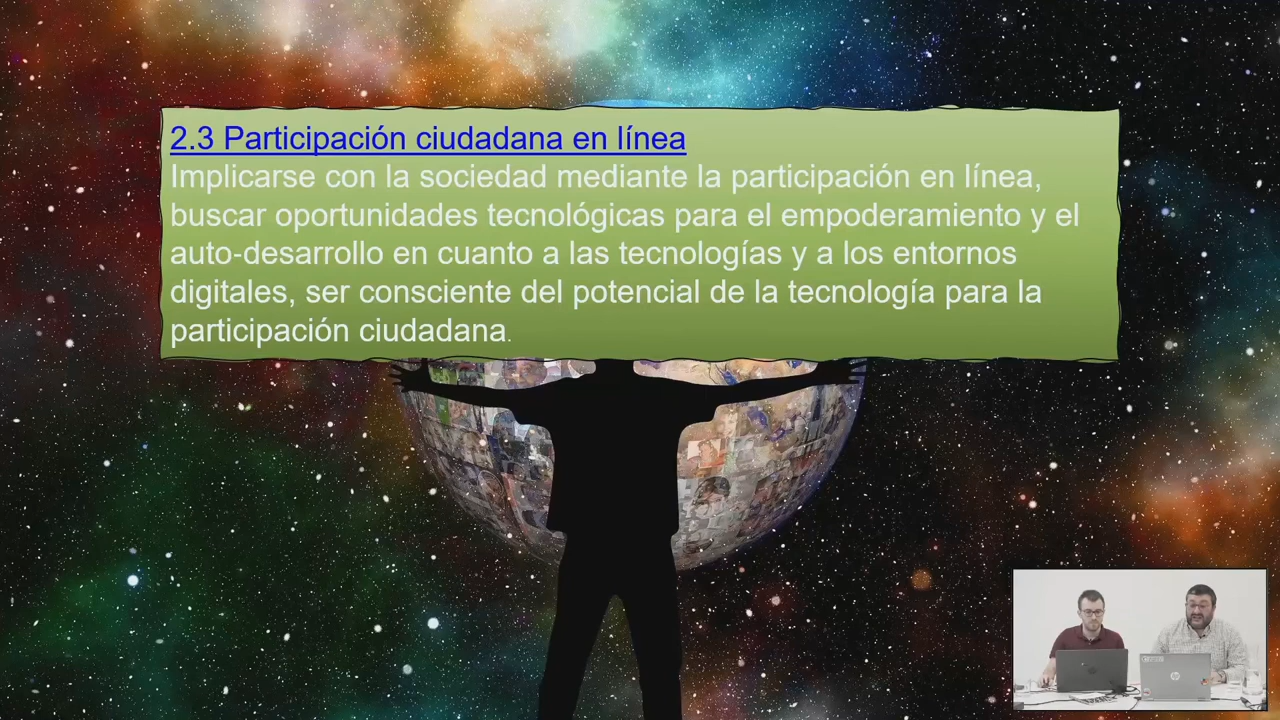 2.3 Participación ciudadana en línea
Implicarse con la sociedad mediante la participación en línea,
buscar oportunidades tecnológicas para el empoderamiento y el
auto-desarrollo en cuanto a las tecnologías y a los entornos
digitales, ser consciente del potencial de la tecnología para la
participación ciudadana.